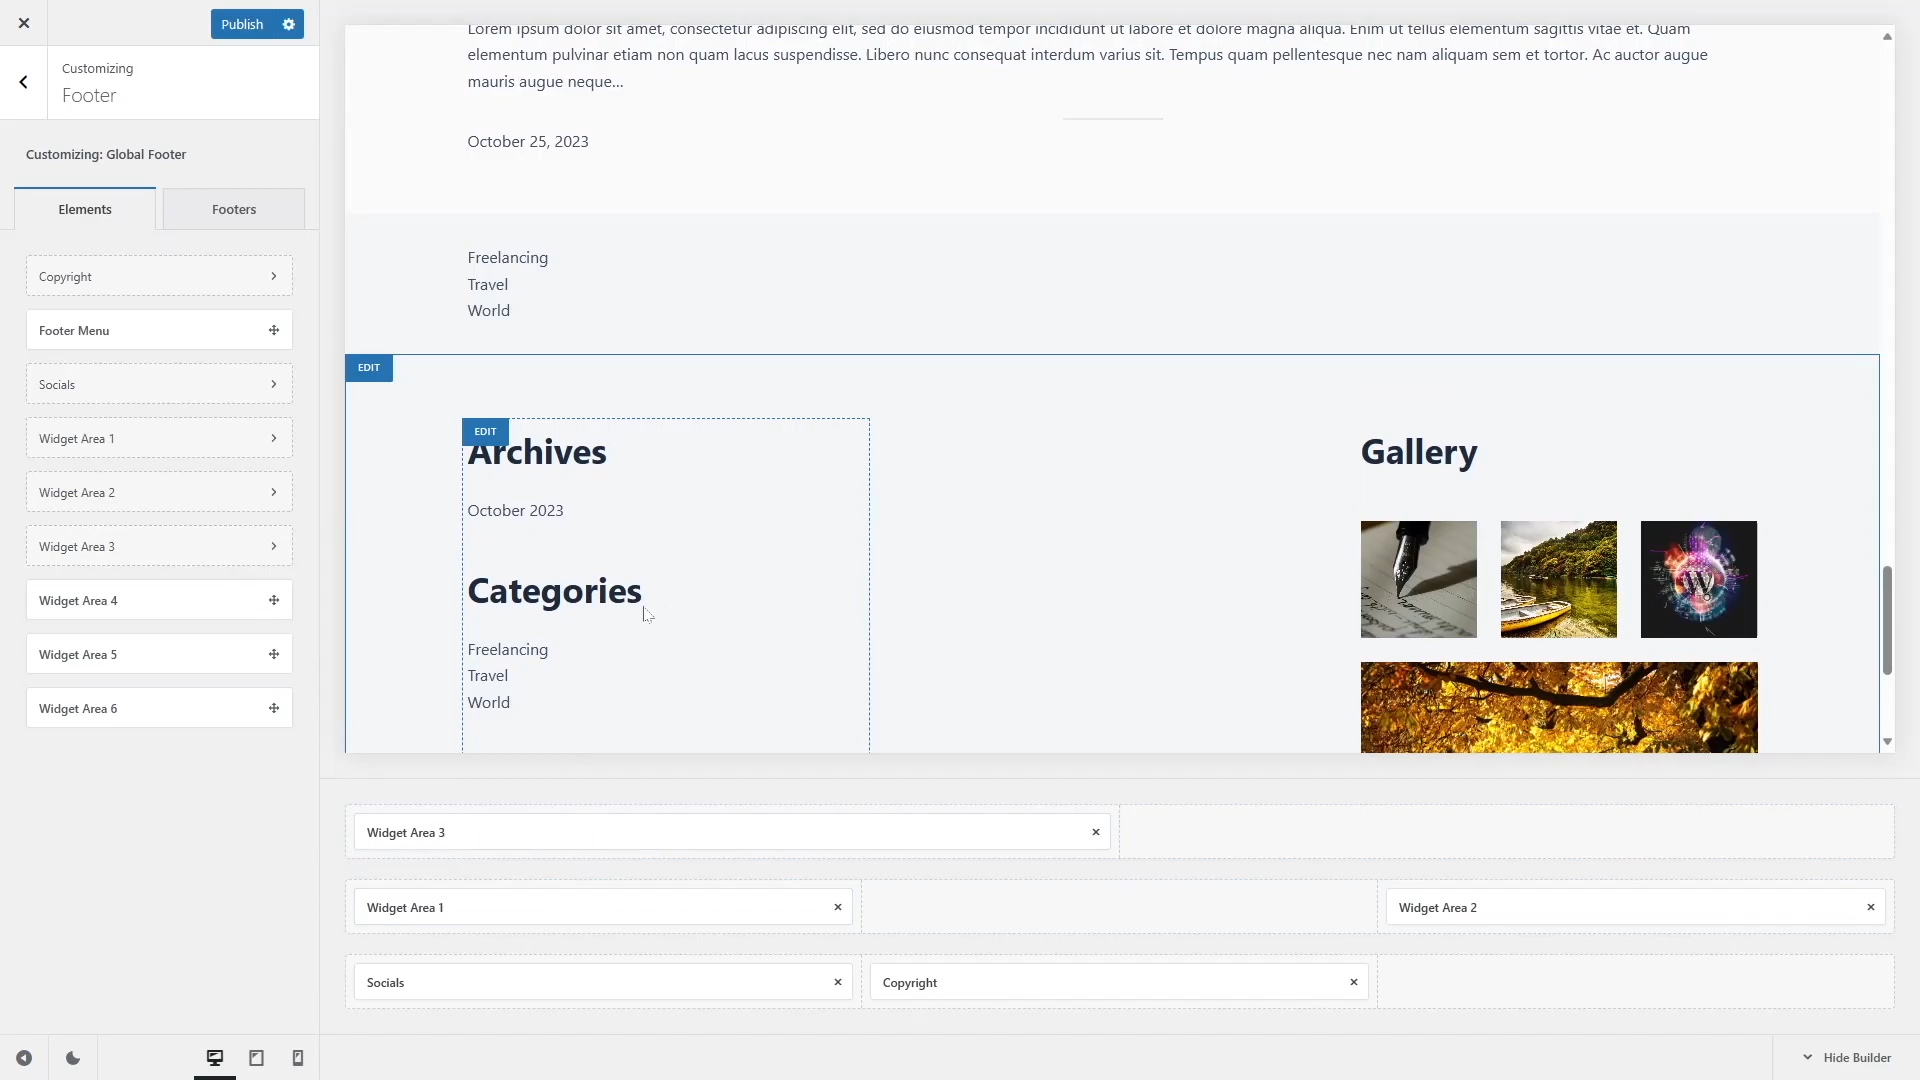 Publish
Customizing
Footer
Customizing: Global Footer
Elements
Footers
Copyright
Footer Menu
Socials
Widget Area 1
Widget Area 2
Widget Area 3
Widget Area 4
Widget Area 5
Widget Area 6
Lorem ipsum dolor sit amet, consectetur adipiscing elit, sed do eiusmod tempor incididunt ut labore et dolore magna aliqua. Enim ut tellus elementum sagittis vitae et. Quam
elementum pulvinar etiam non quam lacus suspendisse. Libero nunc consequat interdum varius sit. Tempus quam pellentesque nec nam aliquam sem et tortor. Ac auctor augue
mauris augue neque...
October 25, 2023
Freelancing
Travel
World
EDIT
EDIT
Archives
October 2023
Categories
Freelancing
Travel
World
Gallery
Widget Area 3
Widget Area 1
Widget Area 2
Socials
Copyright
Hide Builder